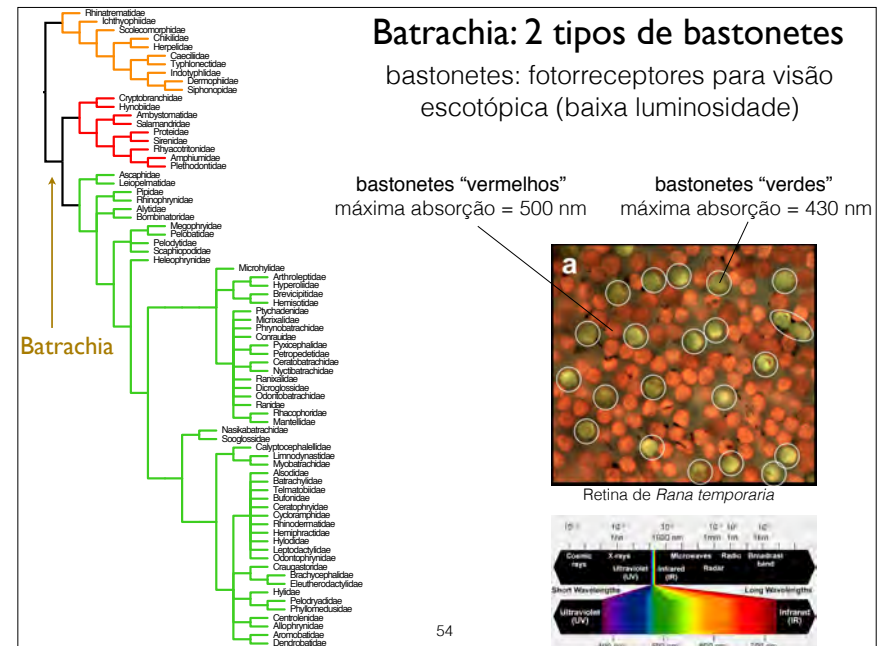 Rhinatrematidae
Ichthyophiidae
Scolecomorphidae
Chikilidae
Herpelidae
Caeciliidae
Typhlonectidae
Indotyphlidae
Dermophiidae
Siphonopidae
Cryptobranchidae
Hynobiidae
Ambystomatidae
Salamandridae
Proteidae
Sirenidae
Rhyacotritonidae
Amphiumidae
Plethodontidae
Ascaphidae
Leiopelmatidae
Pipidae
Rhinophrynidae
Alytidae
Bombinatoridae
Megophryidae
Pelobatidae
Pelodytidae
Scaphiopodidae
Heleophrynidae
Microhylidae
Arthroleptidae
Hyperoliidae
Brevicipitidae
Hemisotidae
Ptychadenidae
Micrixalidae
Phrynobatrachidae
Conrauidae
Pyxicephalidae
Petropedetidae
Ceratobatrachidae
Nyctibatrachidae
Ranixalidae
Dicroglossidae
Odontobatrachidae
Ranidae
Rhacophoridae
Mantellidae
Nasikabatrachidae
Sooglossidae
Calyptocephalellidae
Limnodynastidae
Myobatrachidae
Alsodidae
Batrachylidae
Telmatobiidae
Bufonidae
Ceratophryidae
Cycloramphidae
Rhinodermatidae
Hemiphractidae
Hylodidae
Leptodactylidae
Odontophrynidae
Craugastoridae
Brachycephalidae
Eleutherodactylidae
Hylidae
Pelodryadidae
Phyllomedusidae
Centrolenidae
Allophrynidae
Aromobatidae
Dendrobatidae
Batrachia
Batrachia: 2 tipos de bastonetes
bastonetes: fotorreceptores para visão
escotópica (baixa luminosidade)
bastonetes “vermelhos”
máxima absorção = 500 nm
bastonetes “verdes”
máxima absorção = 430 nm
a
Retina de Rana temporaria
1nm 1000 nm 1mm 1m 1km
Cosmic rays X-rays Microwaves Radio Broadcast band
Ultraviolet (UV) Infrared (IR) Radar
Short Wavelengths Long Wavelengths
Ultraviolet (UV) Infrared (IR)
54